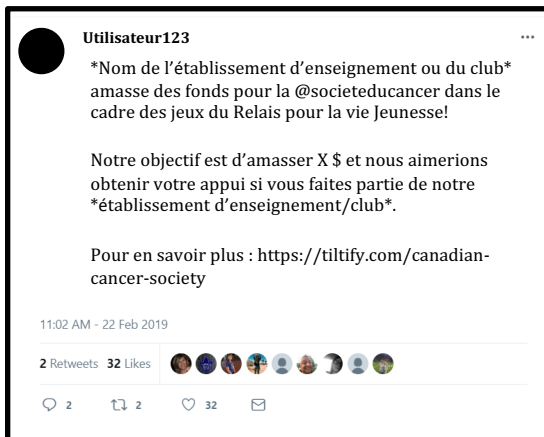 Utilisateur123
*Nom de l’établissement d’enseignement ou du club*
amasse des fonds pour la @societeducancer dans le
cadre des jeux du Relais pour la vie Jeunesse!
Notre objectif est d’amasser X $ et nous aimerions
obtenir votre appui si vous faites partie de notre
*établissement d’enseignement/club*.
Pour en savoir plus : https://tiltify.com/canadian-
cancer-society
11:02 AM - 22 Feb 2019
2 Retweets 32 Likes
2 2 32